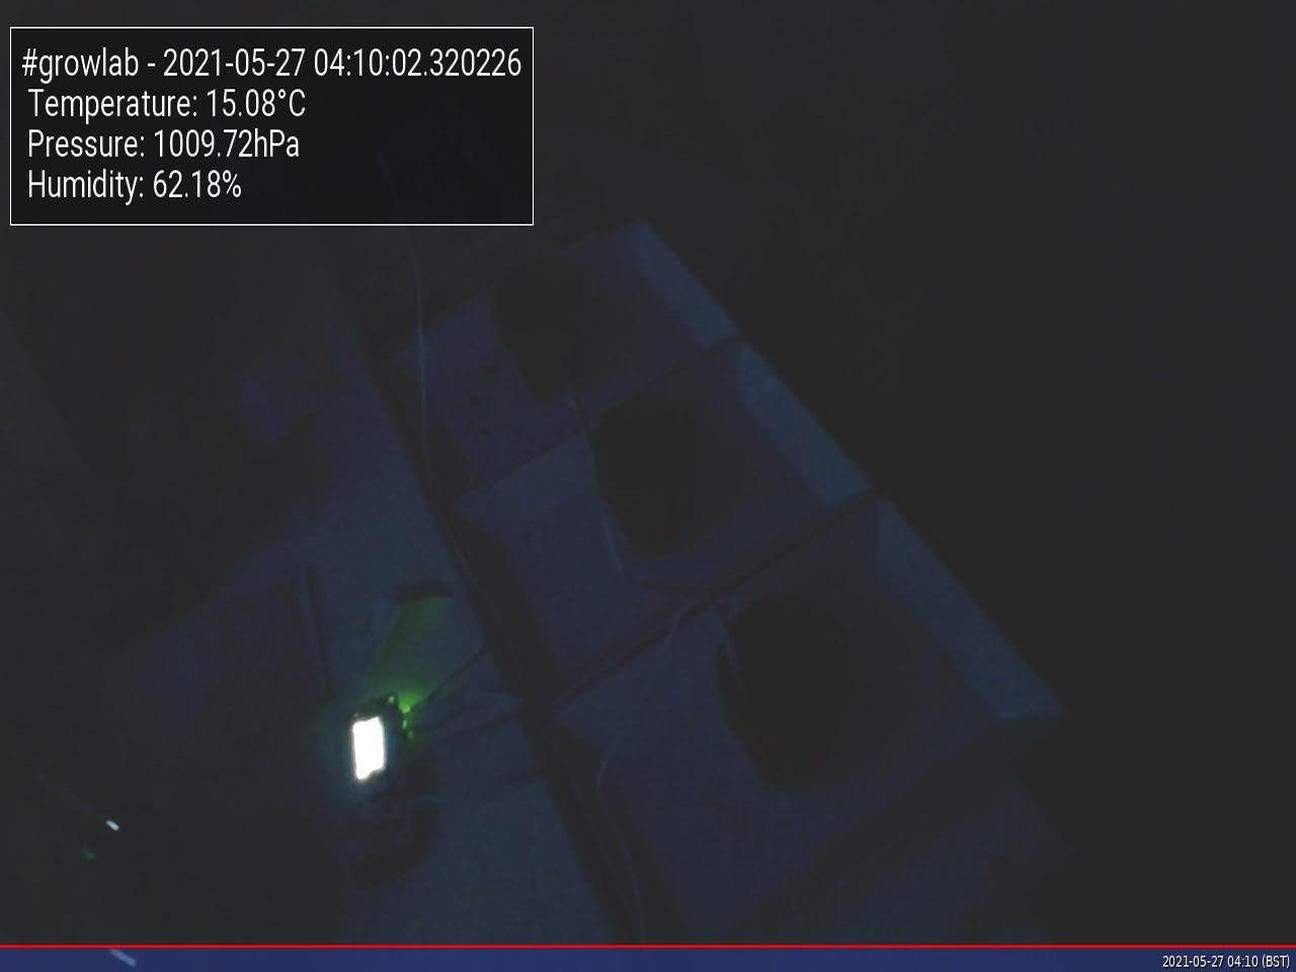 #growlab - 2021-05-27 04:10:02.320226
Temperature: 15.08°C
Pressure: 1009.72hPa
Humidity: 62.18%
2021-05-27 04:10 (BST)